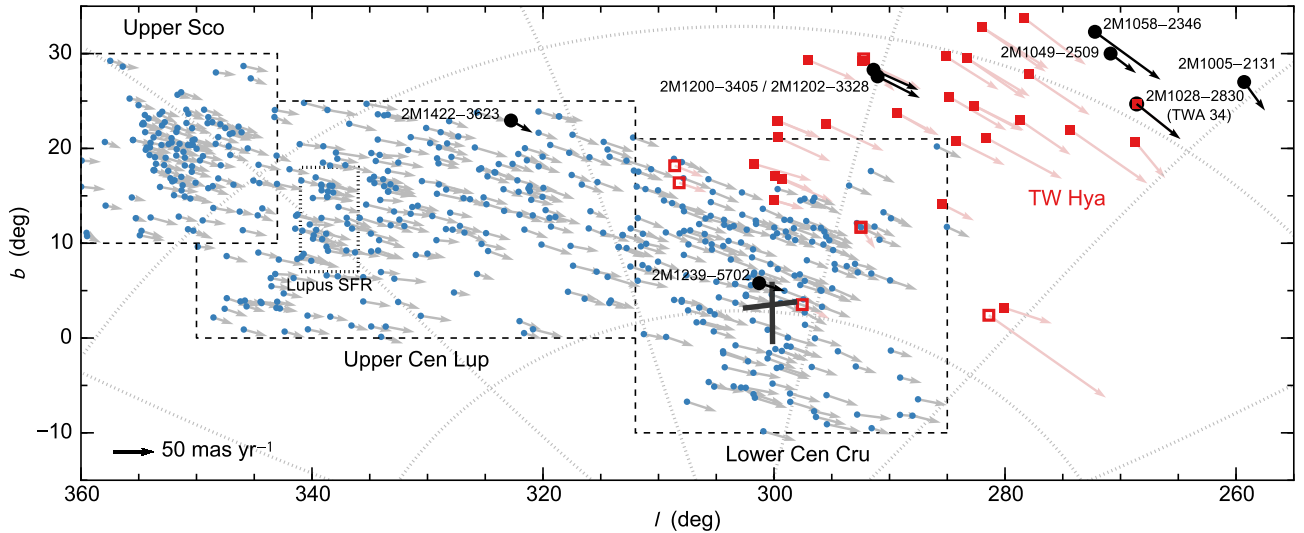 Upper Sco
2M1058−2346
2M1049−2509
2M1005−2131
2M1200−3405 / 2M1202−3328
2M1028−2830
(TWA 34)
2M1422−3623
TW Hya
2M1239−5702
Lupus SFR
Upper Cen Lup
Lower Cen Cru
50 mas yr⁻¹
30
20
10
0
−10
b (deg)
360
340
320
300
280
260
l (deg)